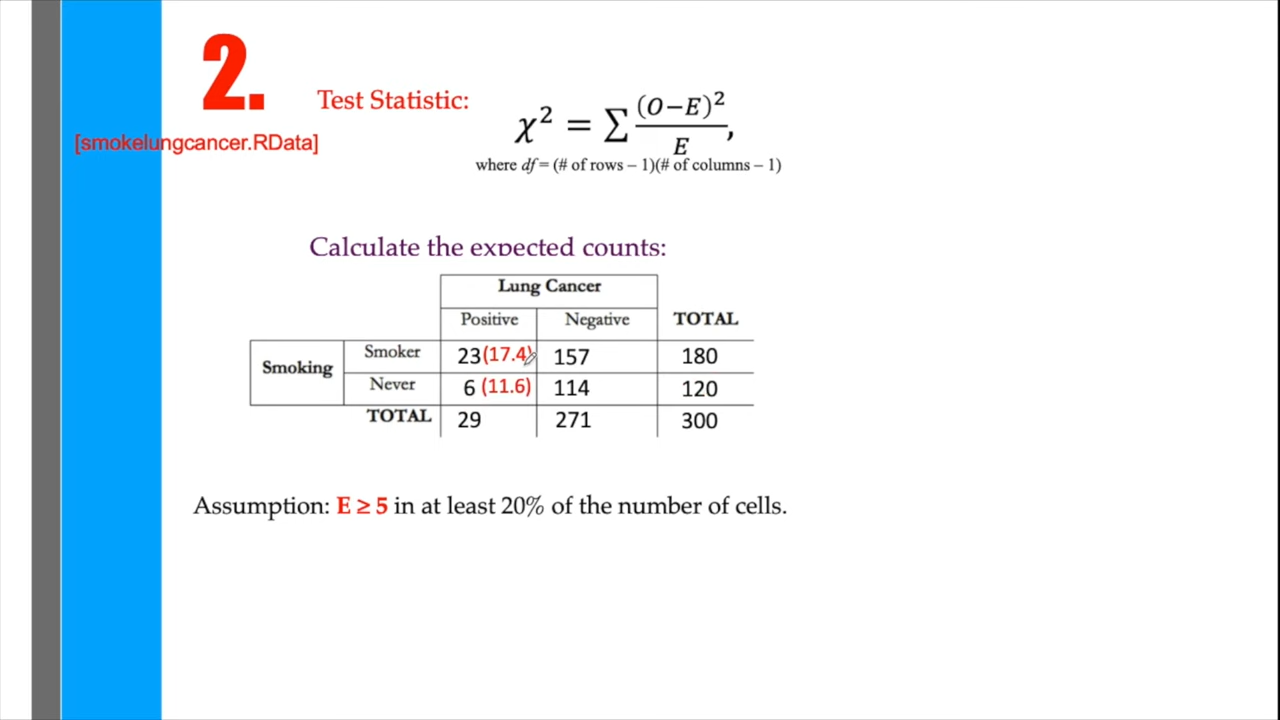 2.
Test Statistic:
χ² = ∑ (O−E)² / E,
[smokelungcancer.RData]
where df = (# of rows − 1)(# of columns − 1)
Calculate the expected counts:
Lung Cancer
Positive Negative TOTAL
Smoking
Smoker 23 (17.4) 157 180
Never 6 (11.6) 114 120
TOTAL 29 271 300
Assumption: E ≥ 5 in at least 20% of the number of cells.